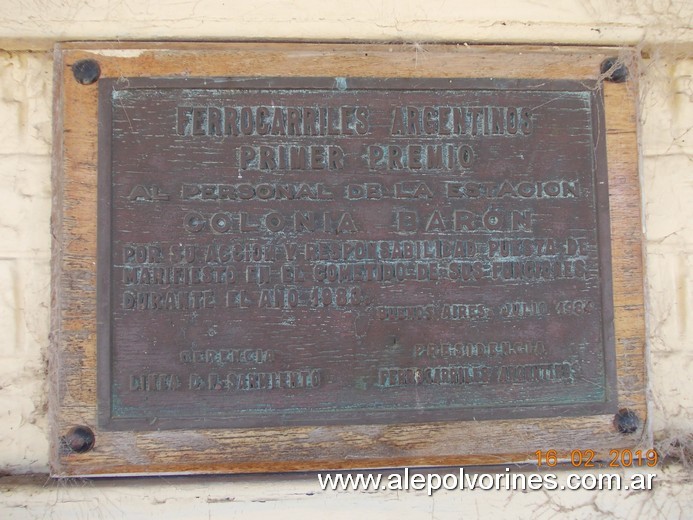 FERROCARRILES ARGENTINOS
PRIMER PREMIO
AL PERSONAL DE LA ESTACION
COLONIA BARÓN
POR SU ACCION Y RESPONSABILIDAD PUESTA DE
MANIFIESTO EN EL COMETIDO DE SUS FUNCIONES
DURANTE EL AÑO
BUENOS AIRES, JULIO
GERENCIA
LINEA D.F. SARMIENTO
PRESIDENCIA
FERROCARRILES ARGENTINOS
16.02.2019
www.alepolvorines.com.ar